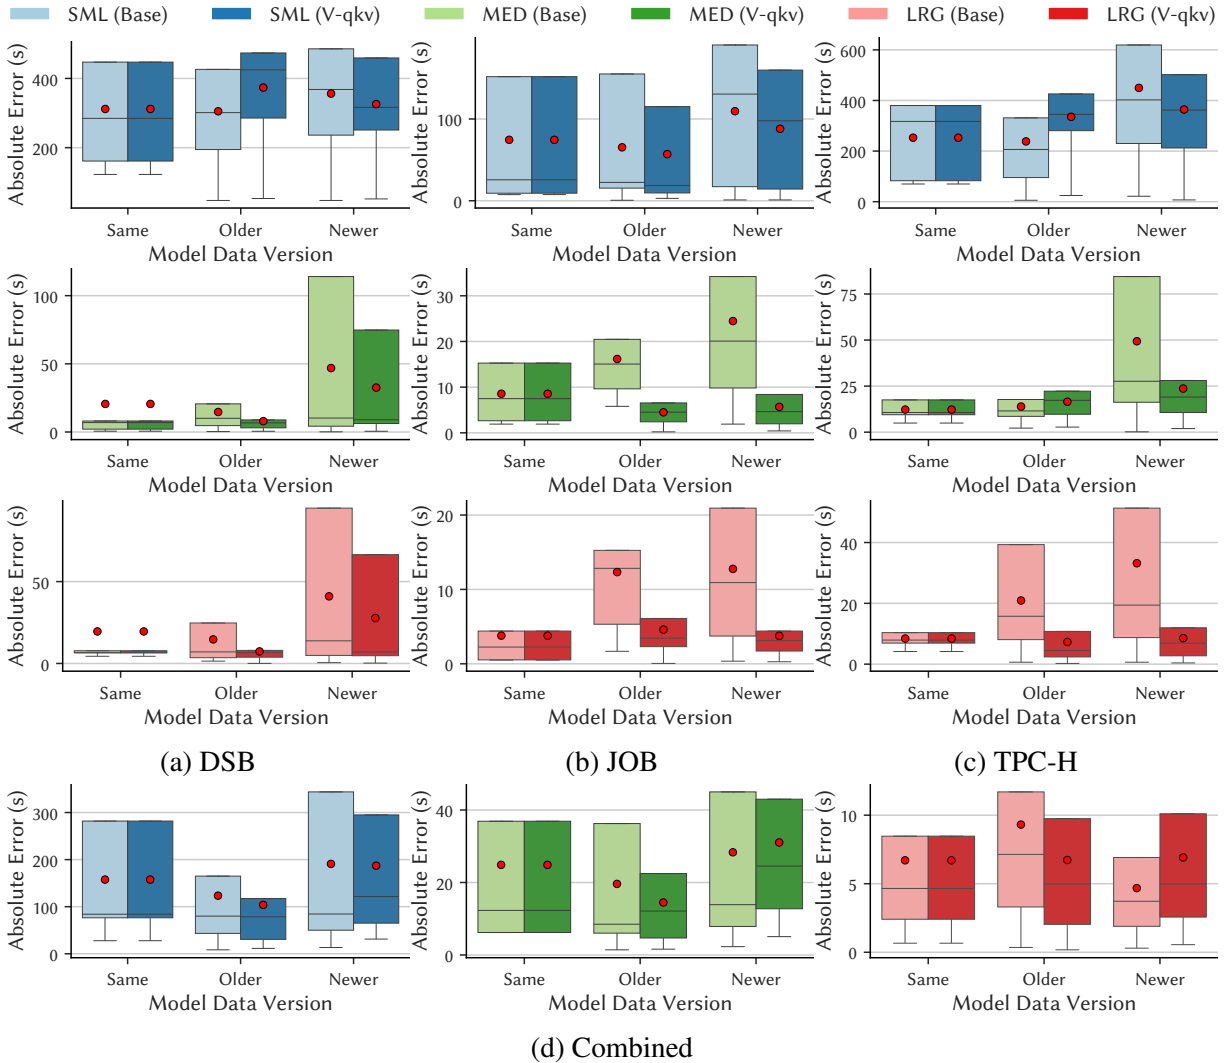 SML (Base) SML (V-qkv) MED (Base) MED (V-qkv) LRG (Base) LRG (V-qkv)
Absolute Error (s)
400
200
Same Older Newer
Model Data Version
Absolute Error (s)
100
0
Same Older Newer
Model Data Version
Absolute Error (s)
600
400
200
0
Same Older Newer
Model Data Version
Absolute Error (s)
100
50
0
Same Older Newer
Model Data Version
Absolute Error (s)
30
20
10
0
Same Older Newer
Model Data Version
Absolute Error (s)
75
50
25
0
Same Older Newer
Model Data Version
Absolute Error (s)
50
0
Same Older Newer
Model Data Version
Absolute Error (s)
20
10
0
Same Older Newer
Model Data Version
Absolute Error (s)
40
20
0
Same Older Newer
Model Data Version
(a) DSB
(b) JOB
(c) TPC-H
Absolute Error (s)
300
200
100
0
Same Older Newer
Model Data Version
Absolute Error (s)
40
20
0
Same Older Newer
Model Data Version
Absolute Error (s)
10
5
0
Same Older Newer
Model Data Version
(d) Combined